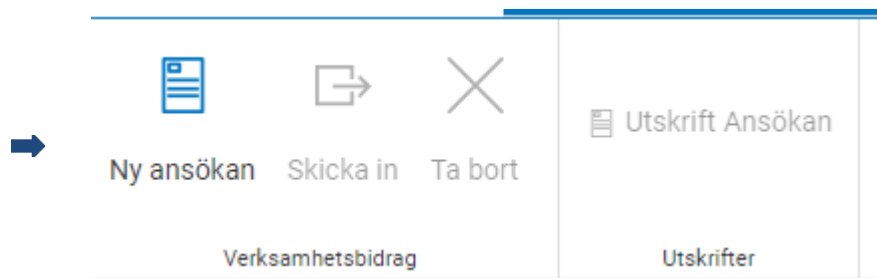 Utskrift Ansökan
Ny ansökan Skicka in Ta bort
Verksamhetsbidrag Utskrifter